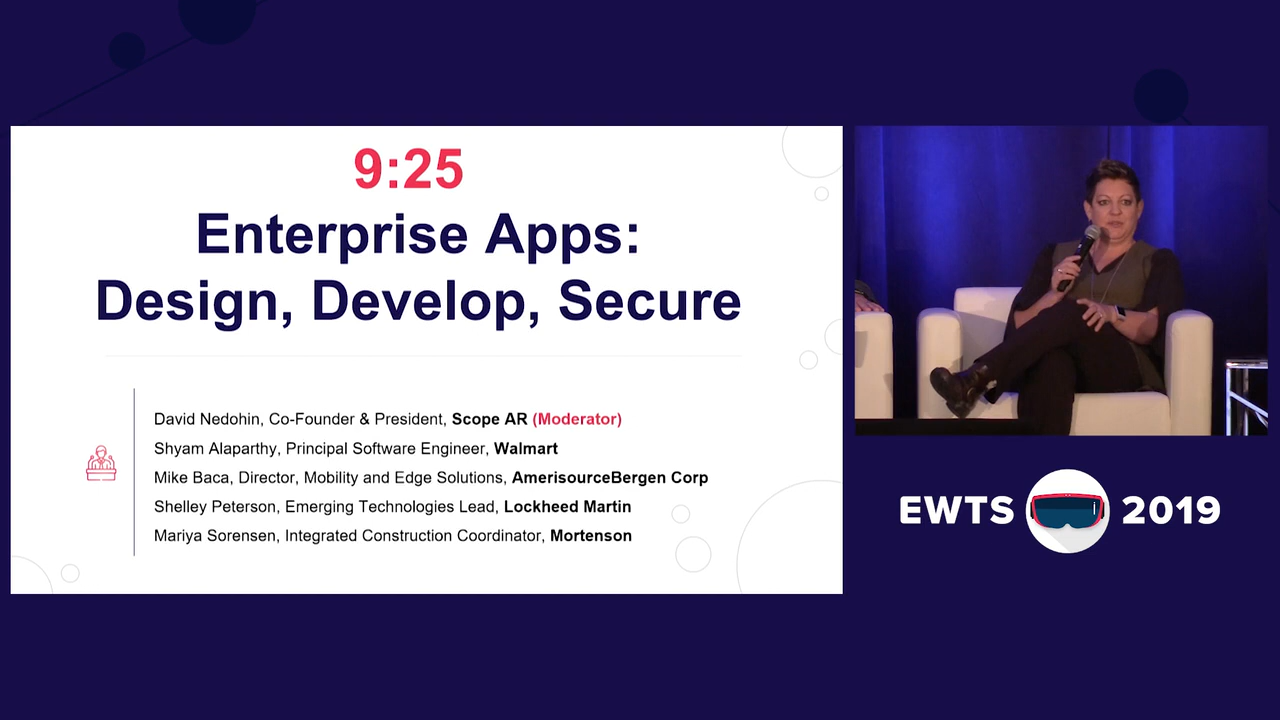 9:25
Enterprise Apps:
Design, Develop, Secure
David Nedohin, Co-Founder & President, Scope AR (Moderator)
Shyam Alaparthy, Principal Software Engineer, Walmart
Mike Baca, Director, Mobility and Edge Solutions, AmerisourceBergen Corp
Shelley Peterson, Emerging Technologies Lead, Lockheed Martin
Mariya Sorensen, Integrated Construction Coordinator, Mortenson
EWTS 2019